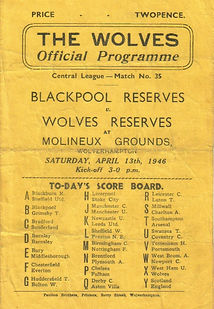 PRICE - TWOPENCE.
THE WOLVES
Official Programme
Central League—Match No. 35
BLACKPOOL RESERVES
v.
WOLVES RESERVES
AT
MOLINEUX GROUNDS,
WOLVERHAMPTON
SATURDAY, APRIL 13th, 1946
Kick-off 3-0 p.m.
TO-DAY'S SCORE BOARD.
A Blackburn R. H Liverpool R Leicester C.
Sheffield Utd. Stoke City Luton T.
B Blackpool J Manchester C. S Millwall
Grimsby T. Manchester U. Charlton A.
C Bradford Newcastle U. T Southampton
Sunderland Leeds U. Arsenal
D Burnley Sheffield W. U Swansea T.
Barnsley Preston N.E. Coventry C.
E Bury Birmingham C. V Tottenham H.
Middlesbrough Nottingham F. Portsmouth
F Chesterfield Brentford W West Brom. A.
Everton Plymouth A. Newport C.
G Huddersfield T. Chelsea West Ham U.
Bolton W. Fulham Wolves
Derby C.
Aston Villa England